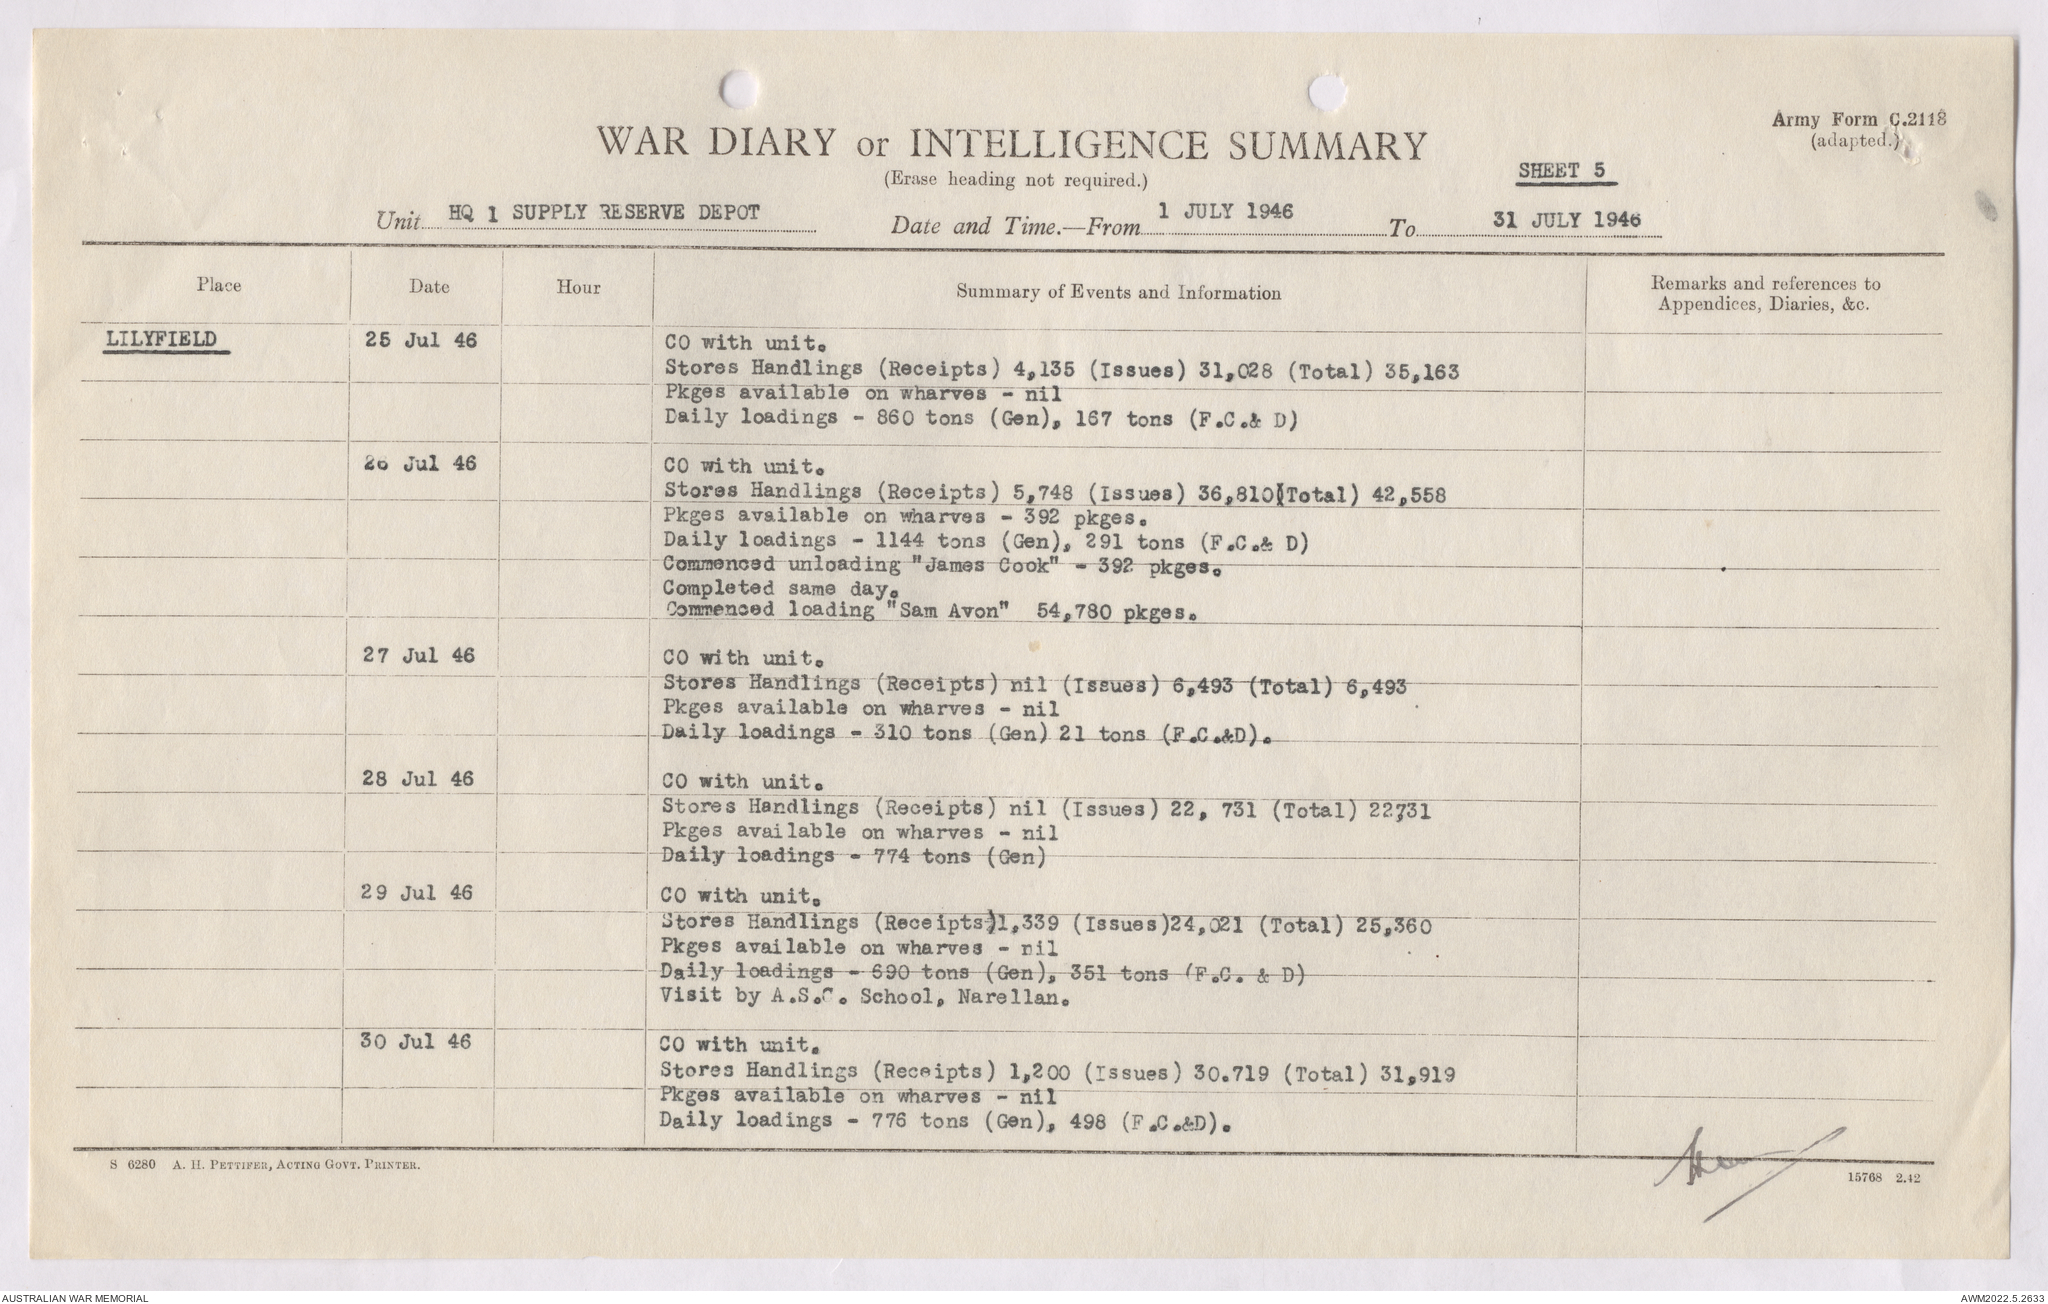 Army Form C.2118
(adapted.)
WAR DIARY or INTELLIGENCE SUMMARY
(Erase heading not required.)
SHEET 5
Unit HQ 1 SUPPLY RESERVE DEPOT Date and Time.—From 1 JULY 1946 To 31 JULY 1946
Place Date Hour Summary of Events and Information Remarks and references to
Appendices, Diaries, &c.
LILYFIELD 25 Jul 46 CO with unit.
Stores Handlings (Receipts) 4,135 (Issues) 31,028 (Total) 35,163
Pkges available on wharves - nil
Daily loadings - 860 tons (Gen), 167 tons (F.C.& D)
26 Jul 46 CO with unit.
Stores Handlings (Receipts) 5,748 (Issues) 36,810(Total) 42,558
Pkges available on wharves - 392 pkges.
Daily loadings - 1144 tons (Gen), 291 tons (F.C.& D)
Commenced unloading "James Cook" - 392 pkges.
Completed same day.
Commenced loading "Sam Avon" 54,780 pkges.
27 Jul 46 CO with unit.
Stores Handlings (Receipts) nil (Issues) 6,493 (Total) 6,493
Pkges available on wharves - nil
Daily loadings - 310 tons (Gen) 21 tons (F.C.&D).
28 Jul 46 CO with unit.
Stores Handlings (Receipts) nil (Issues) 22, 731 (Total) 22,731
Pkges available on wharves - nil
Daily loadings - 774 tons (Gen)
29 Jul 46 CO with unit.
Stores Handlings (Receipts)1,339 (Issues)24,021 (Total) 25,360
Pkges available on wharves - nil
Daily loadings - 690 tons (Gen), 351 tons (F.C. & D)
Visit by A.S.C. School, Narellan.
30 Jul 46 CO with unit.
Stores Handlings (Receipts) 1,200 (Issues) 30.719 (Total) 31,919
Pkges available on wharves - nil
Daily loadings - 776 tons (Gen), 498 (F.C.&D).
S 6280 A. H. PETTIFER, ACTING GOVT. PRINTER.
15768 2.42
AUSTRALIAN WAR MEMORIAL
AWM2022.5.2633